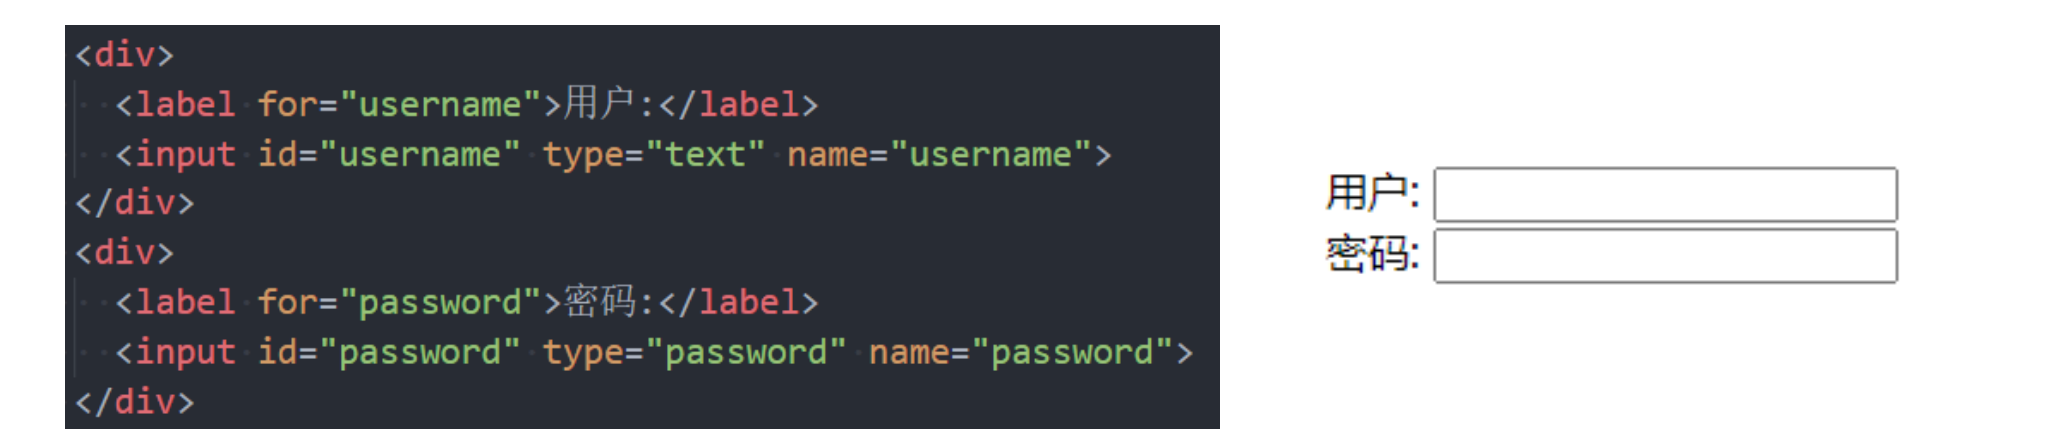 <div>
  <label for="username">用户:</label>
  <input id="username" type="text" name="username">
</div>
<div>
  <label for="password">密码:</label>
  <input id="password" type="password" name="password">
</div>
用户:
密码: